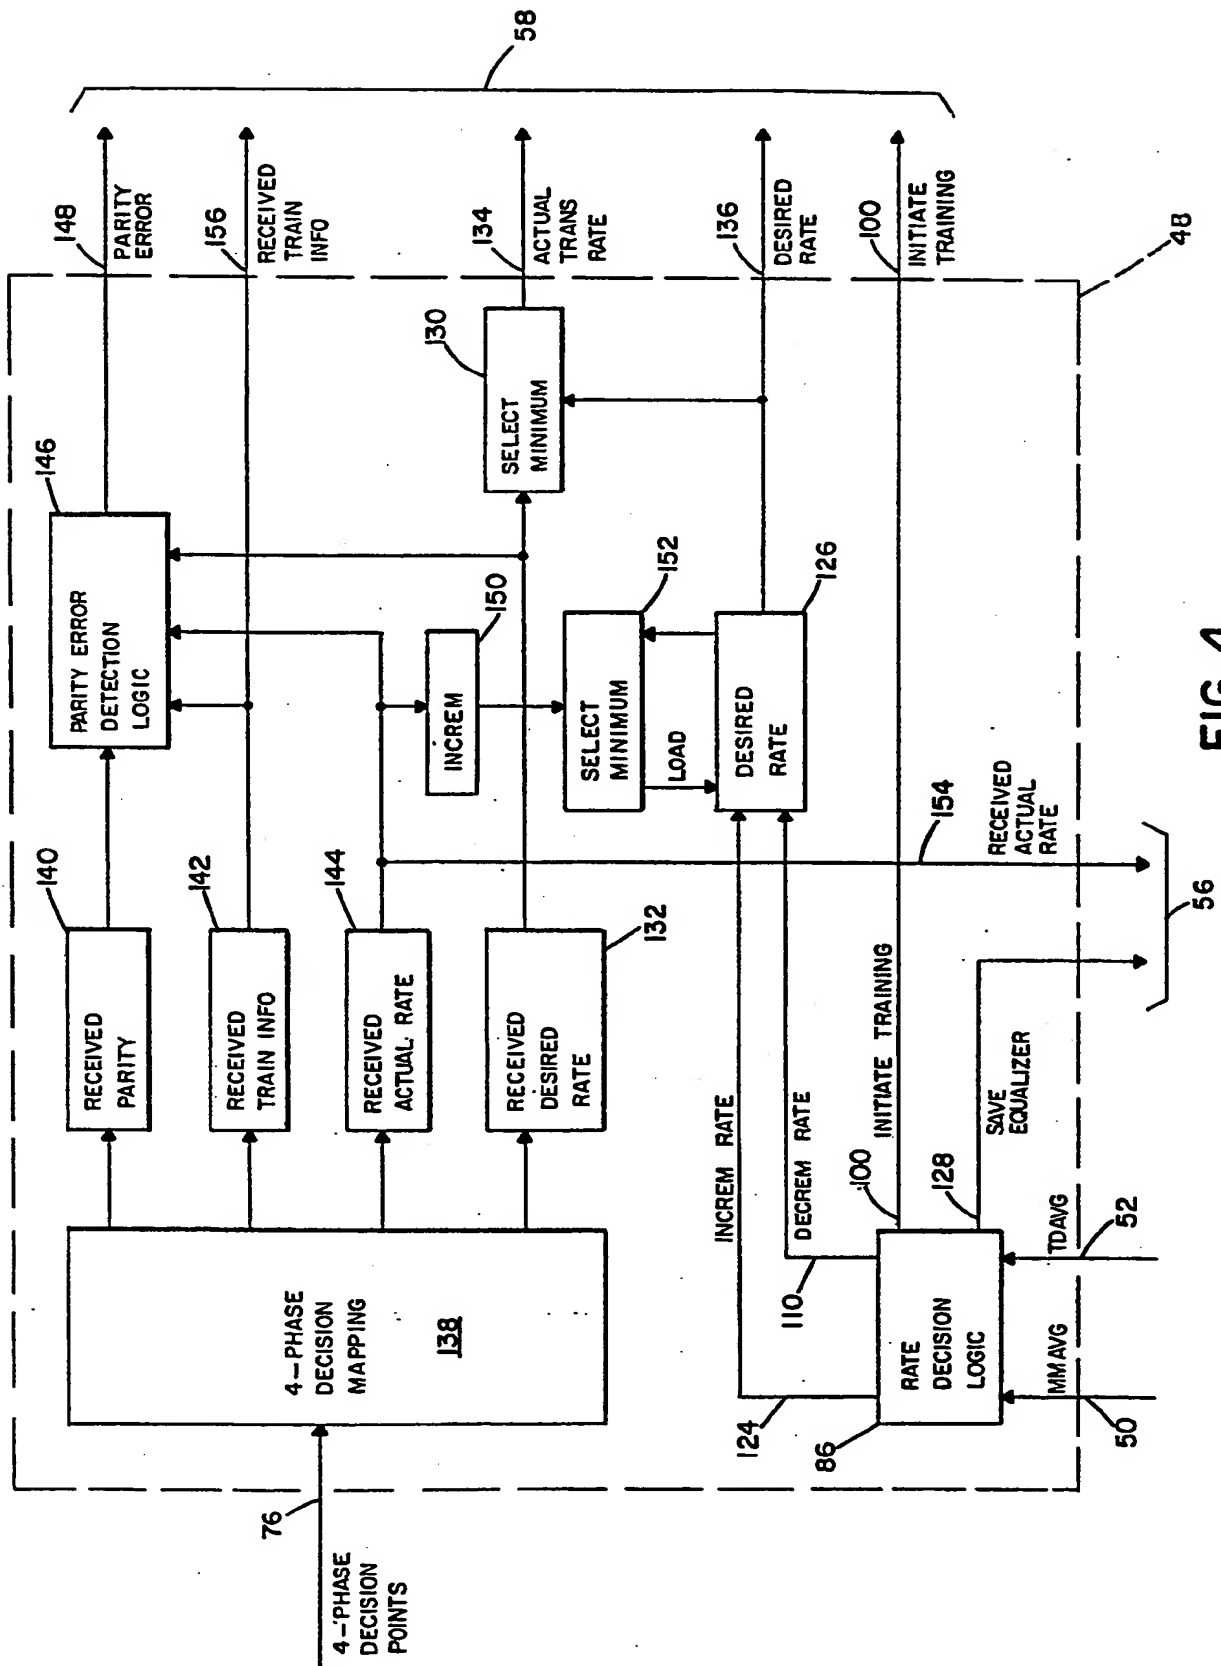 58
148
PARITY
ERROR
156
RECEIVED
TRAIN
INFO
134
ACTUAL
TRANS
RATE
136
DESIRED
RATE
100
INITIATE
TRAINING
48
146
PARITY ERROR
DETECTION
LOGIC
130
SELECT
MINIMUM
150
INCREM
152
SELECT
MINIMUM
LOAD
126
DESIRED
RATE
154
RECEIVED
ACTUAL
RATE
56
140
RECEIVED
PARITY
142
RECEIVED
TRAIN INFO
144
RECEIVED
ACTUAL RATE
132
RECEIVED
DESIRED
RATE
INCREM RATE
DECREM RATE
INITIATE TRAINING
SAVE
EQUALIZER
4-PHASE
DECISION
MAPPING
138
124
110
100
128
86
RATE
DECISION
LOGIC
MMAVG
50
TDAVG
52
76
4-PHASE
DECISION
POINTS
FIG 4